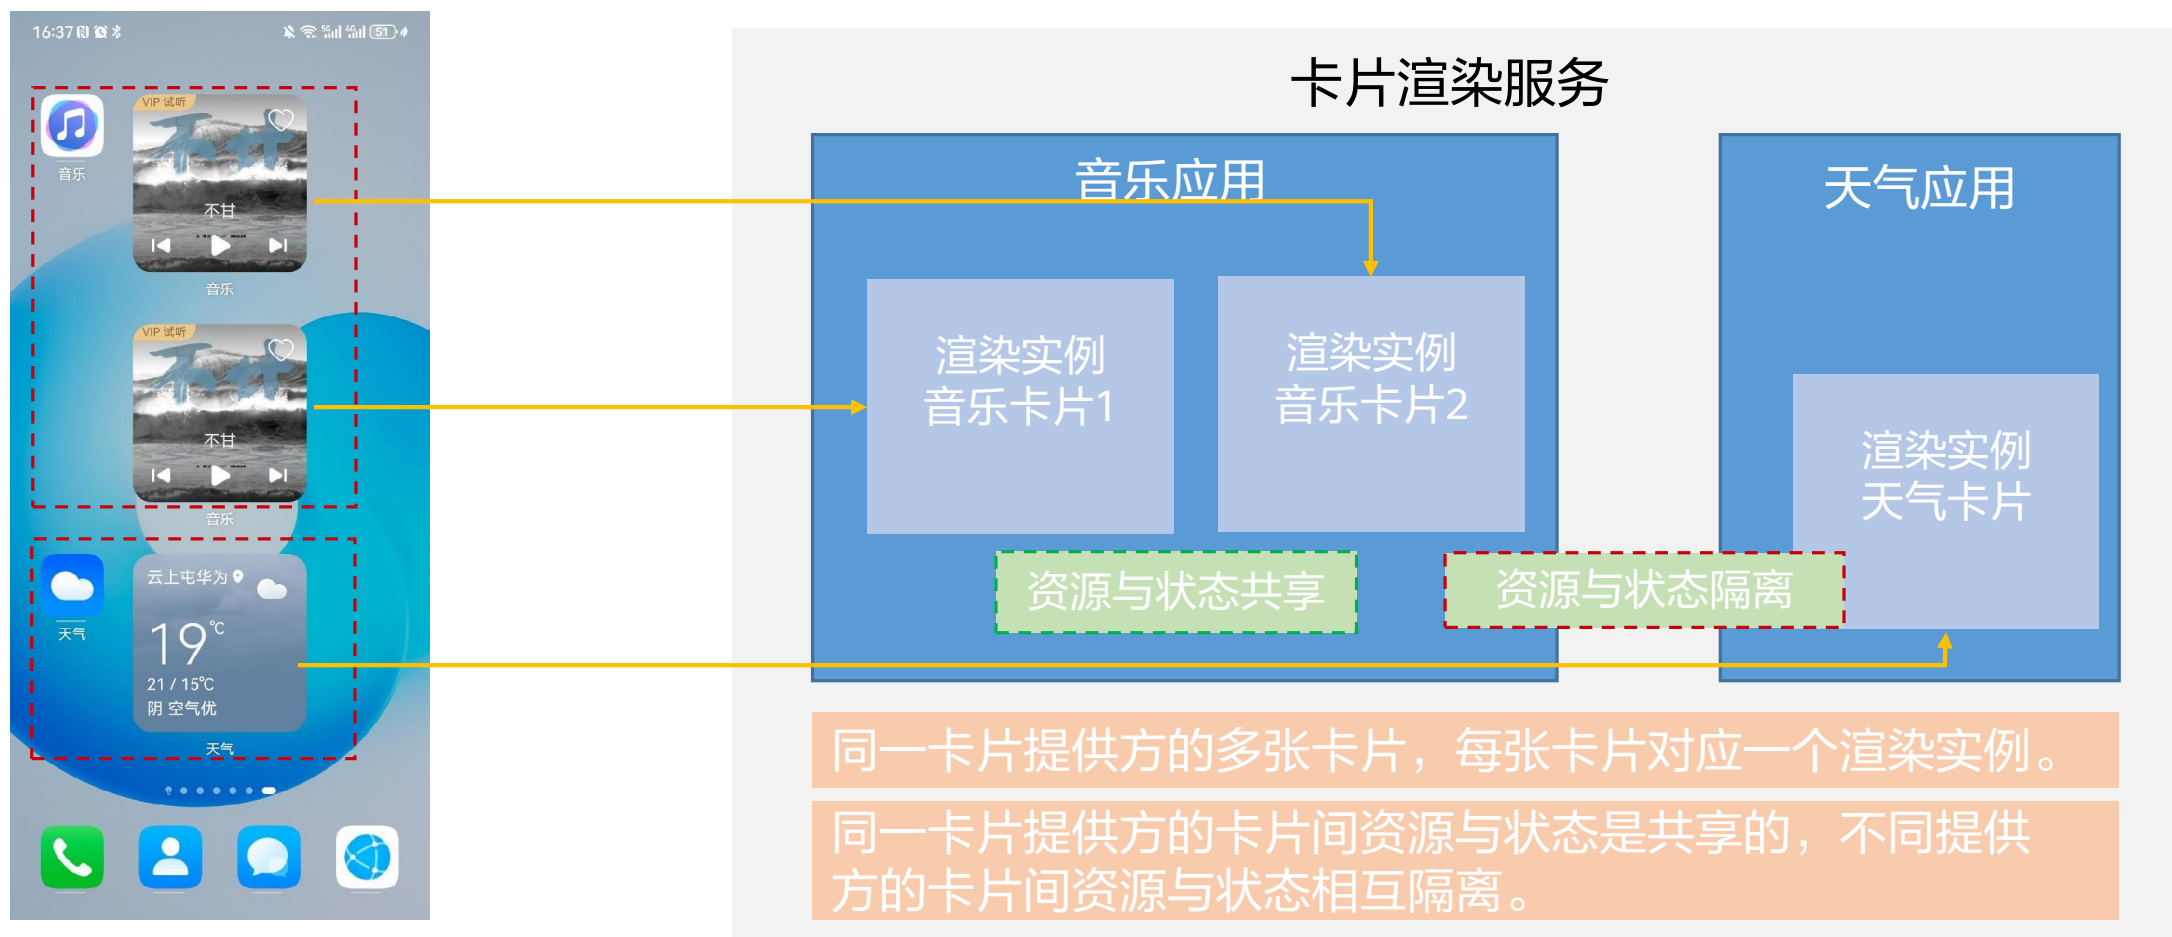 16:37
5G
4G
51
VIP 试听
不甘
不甘
音乐
音乐
VIP 试听
不甘
不甘
音乐
云上屯华为
19℃
天气
21 / 15℃
阴 空气优
天气
卡片渲染服务
音乐应用
天气应用
渲染实例
音乐卡片1
渲染实例
音乐卡片2
渲染实例
天气卡片
资源与状态共享
资源与状态隔离
同一卡片提供方的多张卡片，每张卡片对应一个渲染实例。
同一卡片提供方的卡片间资源与状态是共享的，不同提供
方的卡片间资源与状态相互隔离。